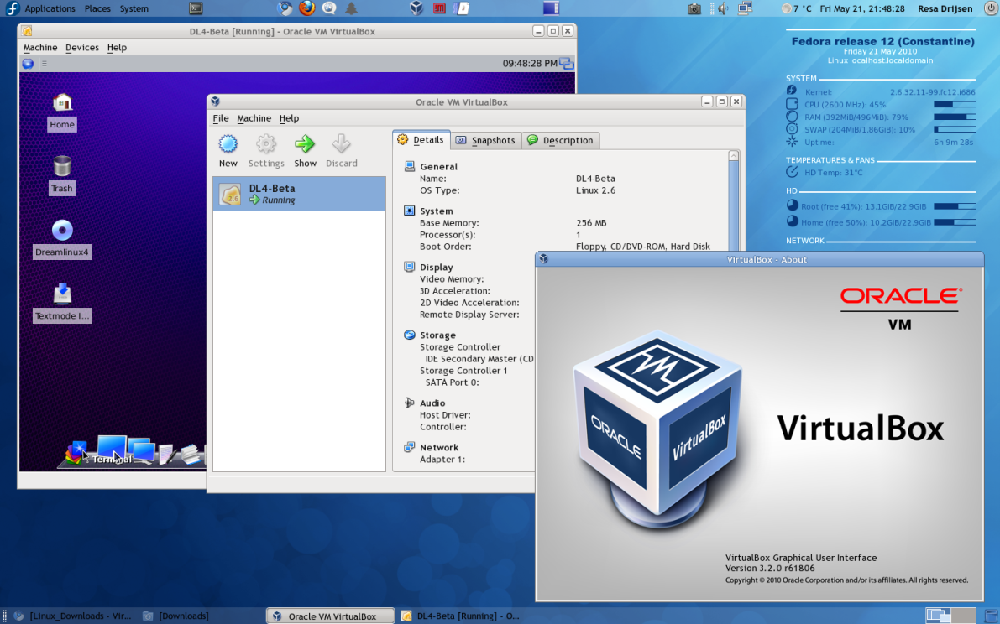 Applications Places System
7 °C Fri May 21, 21:48:28 Resa Drijsen
DL4-Beta [Running] - Oracle VM VirtualBox
Machine Devices Help
09:48:28 PM
Home
Trash
Dreamlinux4
Textmode I...
Terminal
Oracle VM VirtualBox
File Machine Help
New Settings Show Discard
DL4-Beta
Running
2.6
Details Snapshots Description
General
Name: DL4-Beta
OS Type: Linux 2.6
System
Base Memory: 256 MB
Processor(s): 1
Boot Order: Floppy, CD/DVD-ROM, Hard Disk
Display
Video Memory:
3D Acceleration:
2D Video Acceleration:
Remote Display Server:
Storage
Storage Controller
IDE Secondary Master (CD
Storage Controller 1
SATA Port 0:
Audio
Host Driver:
Controller:
Network
Adapter 1:
Fedora release 12 (Constantine)
Friday 21 May 2010
Linux localhost.localdomain
SYSTEM
Kernel: 2.6.32.11-99.fc12.i686
CPU (2600 MHz): 45%
RAM (392MiB/496MiB): 79%
SWAP (204MiB/1.86GiB): 10%
Uptime: 6h 9m 28s
TEMPERATURES & FANS
HD Temp: 31°C
HD
Root (free 41%): 13.1GiB/22.9GiB
Home (free 50%): 10.2GiB/22.9GiB
NETWORK
VirtualBox - About
ORACLE
VM
ORACLE
VirtualBox
VirtualBox
VirtualBox Graphical User Interface
Version 3.2.0 r61806
Copyright © 2010 Oracle Corporation and/or its affiliates. All rights reserved.
[Linux_Downloads - Vir...
[Downloads]
Oracle VM VirtualBox
DL4-Beta [Running] - O...